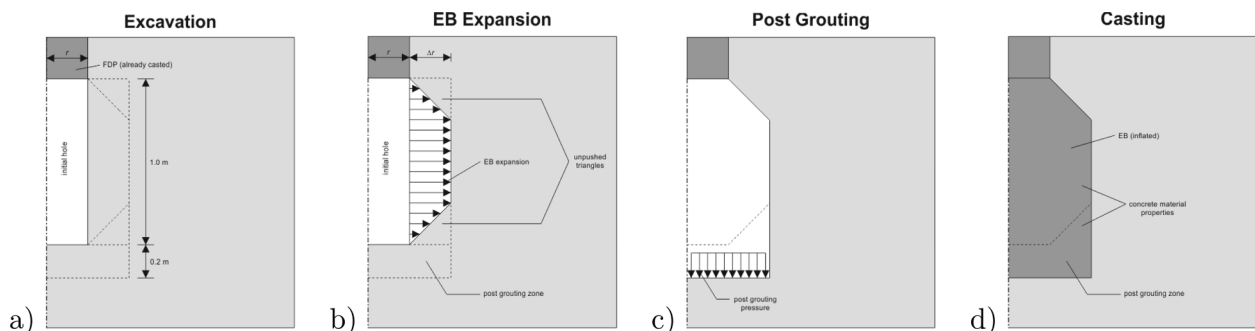 Excavation
r
FDP (already casted)
initial hole
1.0 m
0.2 m
a)
EB Expansion
r
Δr
initial hole
EB expansion
unpushed
triangles
post grouting zone
b)
Post Grouting
post grouting
pressure
c)
Casting
EB (inflated)
concrete material
properties
post grouting zone
d)